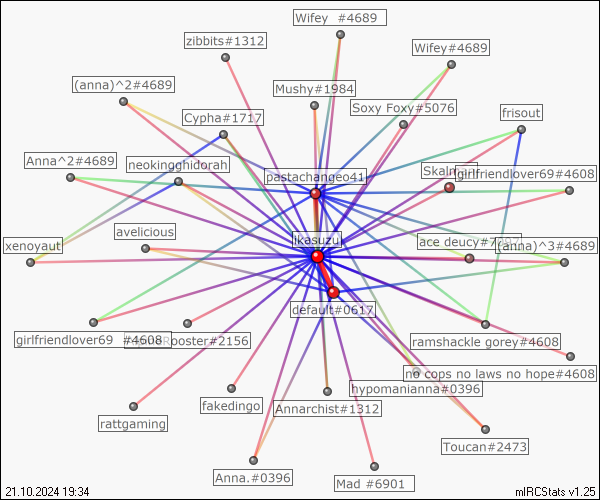 Wifey  #4689
zibbits#1312
Wifey#4689
(anna)^2#4689
Mushy#1984
Soxy Foxy#5076
frisout
Cypha#1717
Anna^2#4689
neokingghidorah
pastachangeo41
girlfriendlover69#4608
avelicious
ikasuzu
xenoyaut
ace deucy#7
(anna)^3#4689
default#0617
girlfriendlover69  #4608
ooster#2156
ramshackle gorey#4608
no cops no laws no hope#4608
hypomanianna#0396
fakedingo
Annarchist#1312
rattgaming
Toucan#2473
Anna.#0396
Mad #6901
21.10.2024 19:34
mIRCStats v1.25